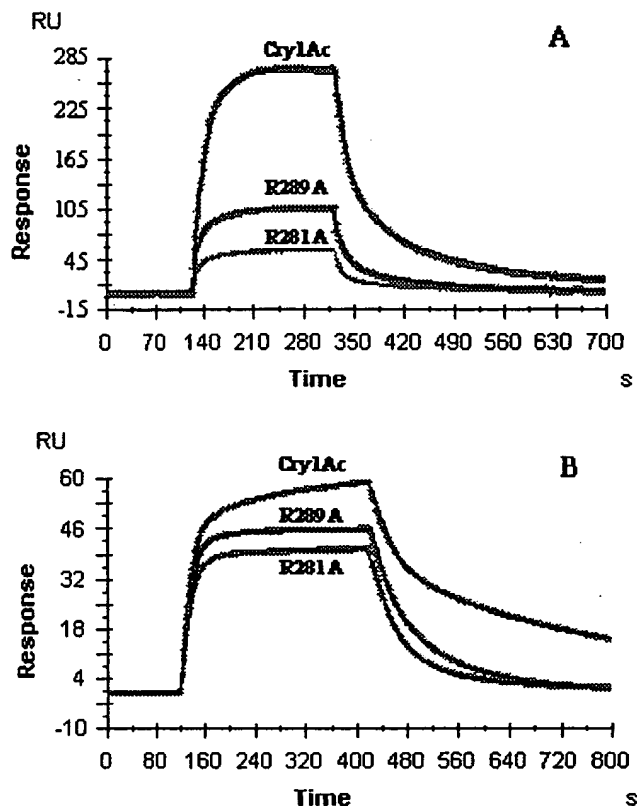 RU
A
285
225
165
105
45
-15
Response
Cry1Ac
R289A
R281A
0 70 140 210 280 350 420 490 560 630 700
Time s
RU
B
60
46
32
18
4
-10
Response
Cry1Ac
R289A
R281A
0 80 160 240 320 400 480 560 640 720 800
Time s